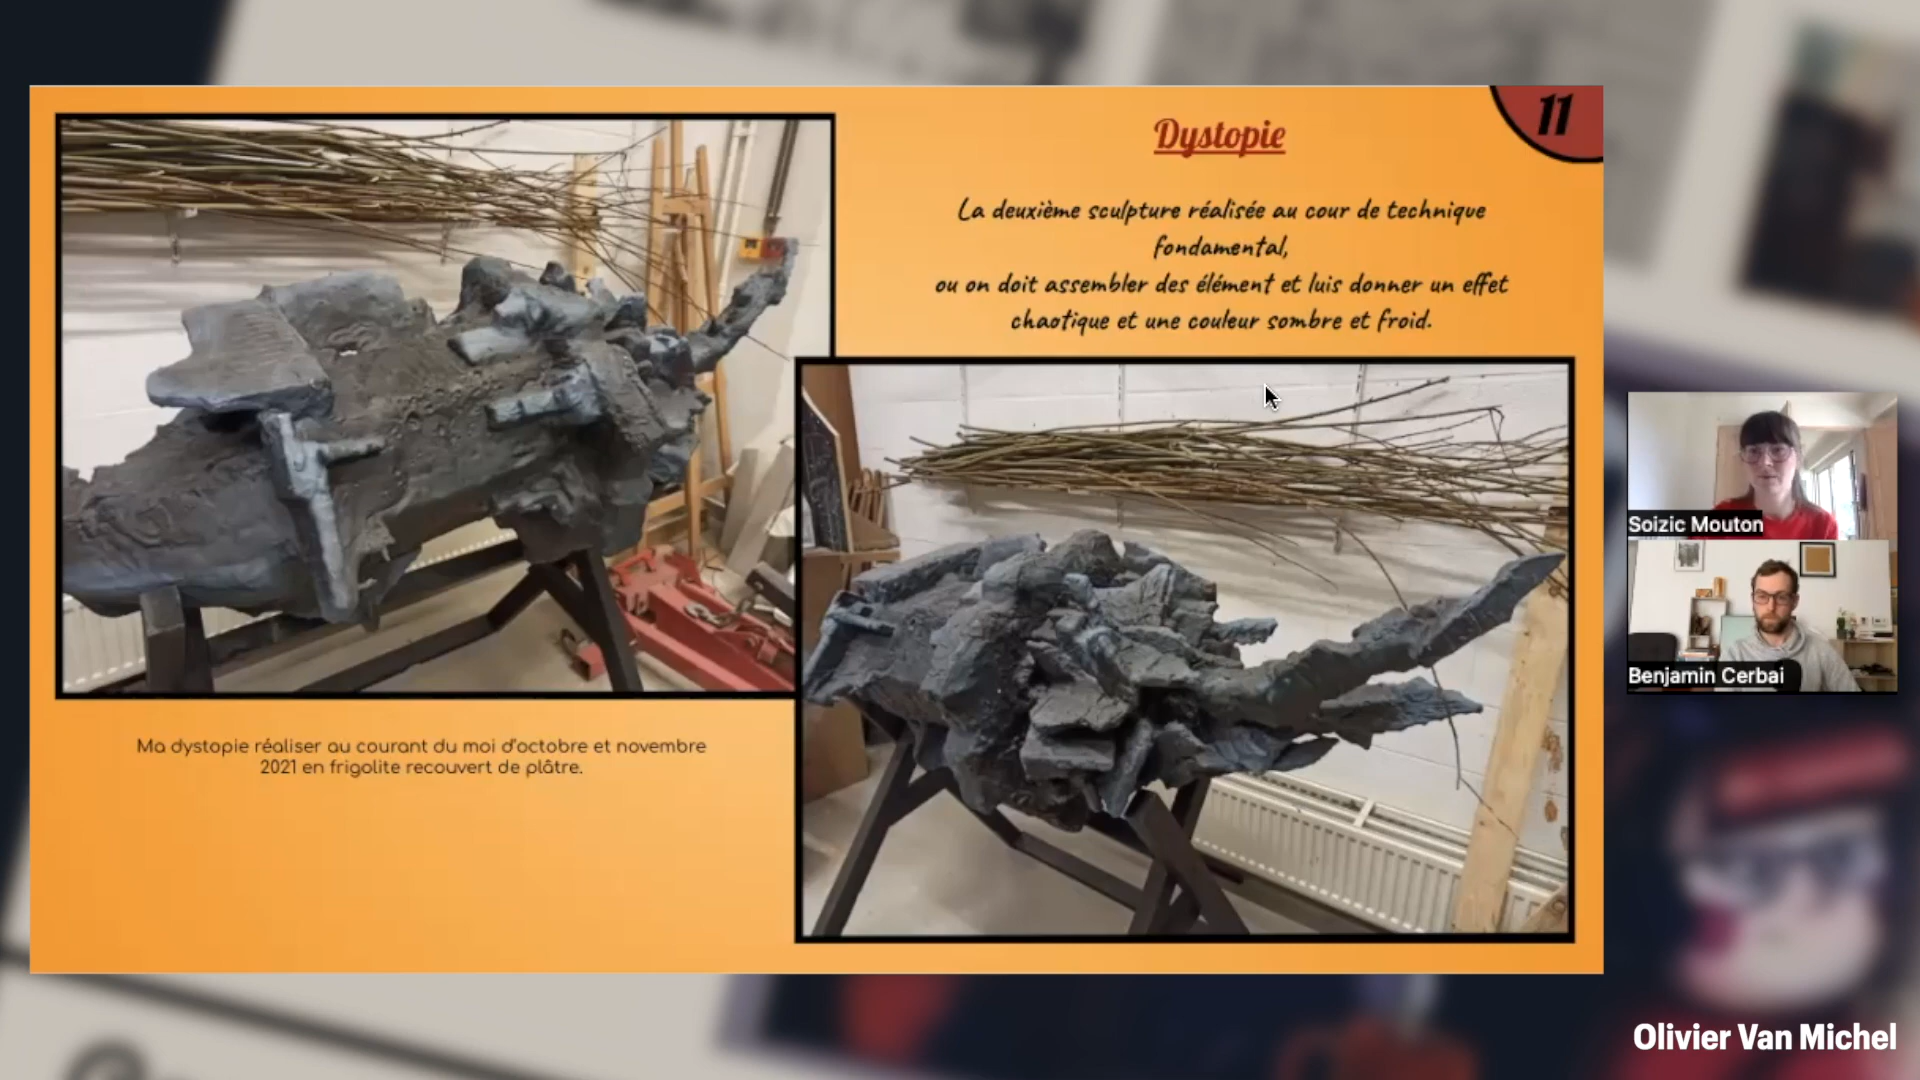 11
Dystopie
La deuxième sculpture réalisée au cour de technique
fondamental,
ou on doit assembler des élément et luis donner un effet
chaotique et une couleur sombre et froid.
Ma dystopie réaliser au courant du moi d'octobre et novembre
2021 en frigolite recouvert de plâtre.
Soizic Mouton
Benjamin Cerbai
Olivier Van Michel